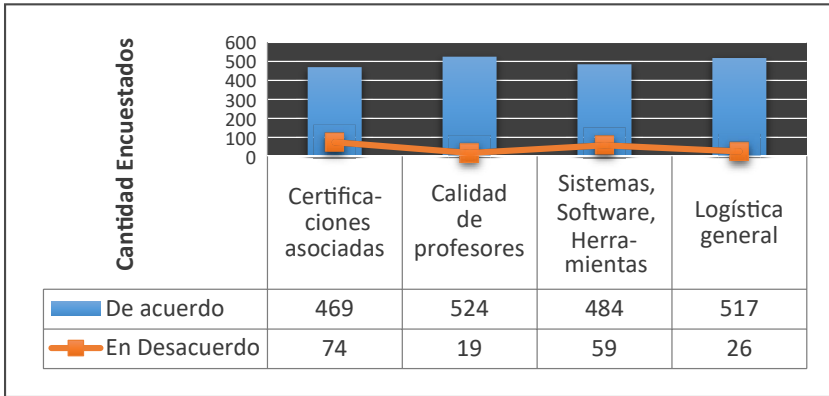 Cantidad Encuestados
600
500
400
300
200
100
0
Certifica-
ciones
asociadas
Calidad
de
profesores
Sistemas,
Software,
Herra-
mientas
Logística
general
De acuerdo 469 524 484 517
En Desacuerdo 74 19 59 26